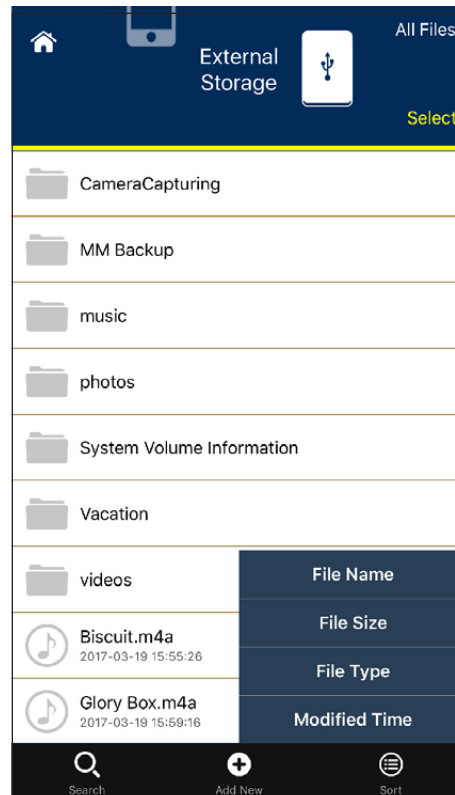 All Files
External
Storage
Select
CameraCapturing
MM Backup
music
photos
System Volume Information
Vacation
videos
File Name
File Size
Biscuit.m4a
2017-03-19 15:55:26
File Type
Glory Box.m4a
2017-03-19 15:59:16
Modified Time
Search
Add New
Sort